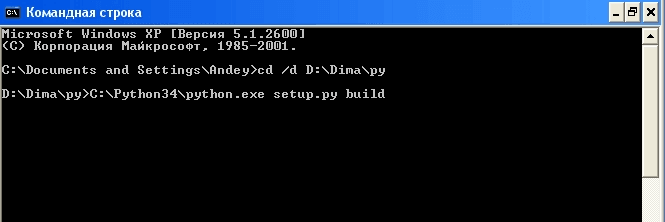 Командная строка
Microsoft Windows XP [Версия 5.1.2600]
(C) Корпорация Майкрософт, 1985-2001.
C:\Documents and Settings\Andey>cd /d D:\Dima\py
D:\Dima\py>C:\Python34\python.exe setup.py build